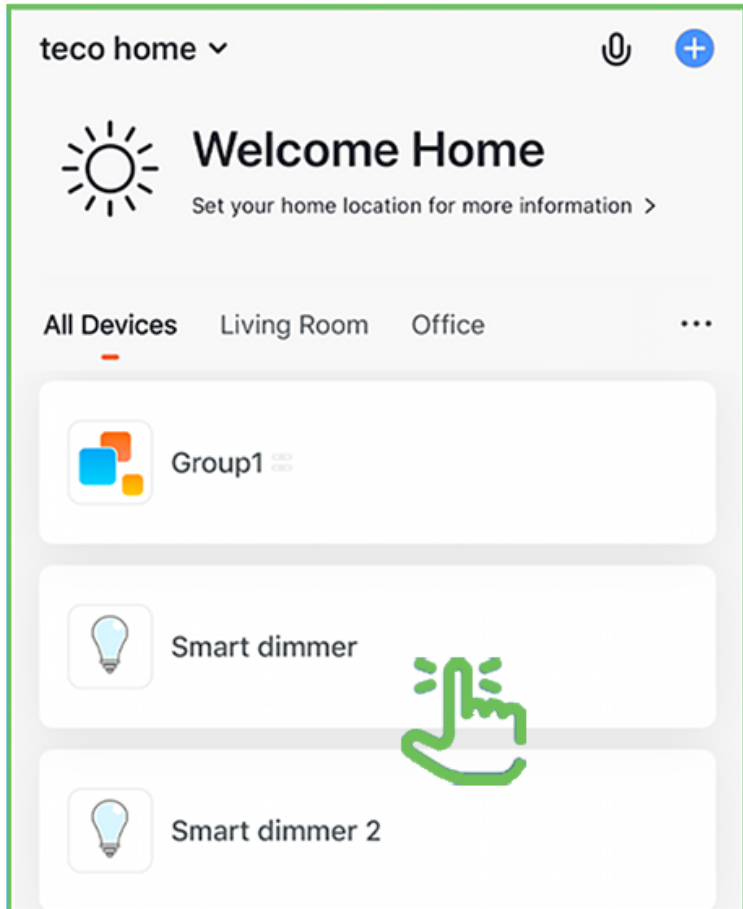 teco home
Welcome Home
Set your home location for more information >
All Devices Living Room Office ...
Group1
Smart dimmer
Smart dimmer 2